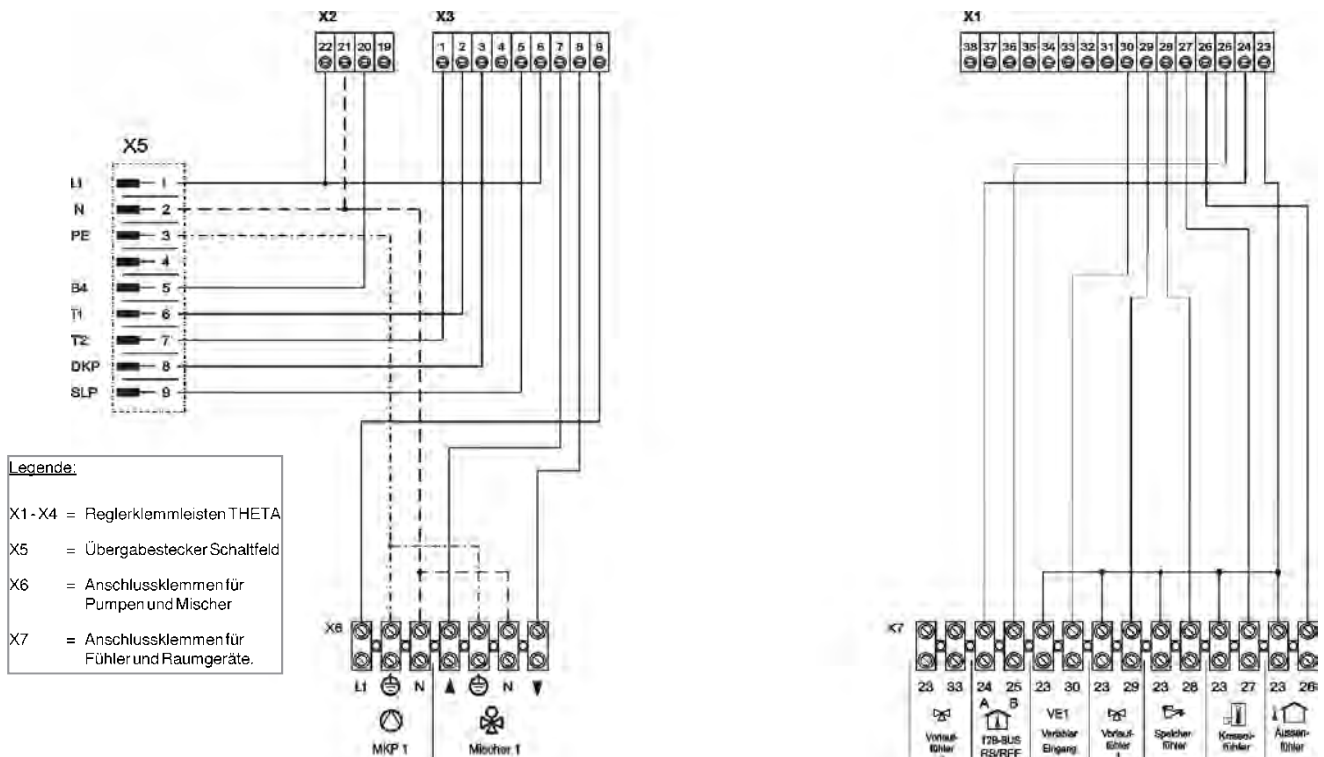 X2 X3 X1
22 21 20 19
1 2 3 4 5 6 7 8 9
38 37 36 35 34 33 32 31 30 29 28 27 26 25 24 23
X5
L1 1
N 2
PE 3
4
B4 5
T1 6
T2 7
DKP 8
SLP 9
Legende:
X1-X4 = Reglerklemmleisten THETA
X5 = Übergabestecker Schaltfeld
X6 = Anschlussklemmen für
Pumpen und Mischer
X7 = Anschlussklemmen für
Fühler und Raumgeräte.
X6
L1 N ▲ N ▼
MKP 1 Mischer 1
X7
23 33 24 25 23 30 23 29 23 28 23 27 23 26
A B
VE1
Vorlauf-
fühler
T2B-BUS
RS/RFF
Variabler
Eingang
Vorlauf-
fühler
1
Speicher
fühler
Kessel-
fühler
Aussen-
fühler